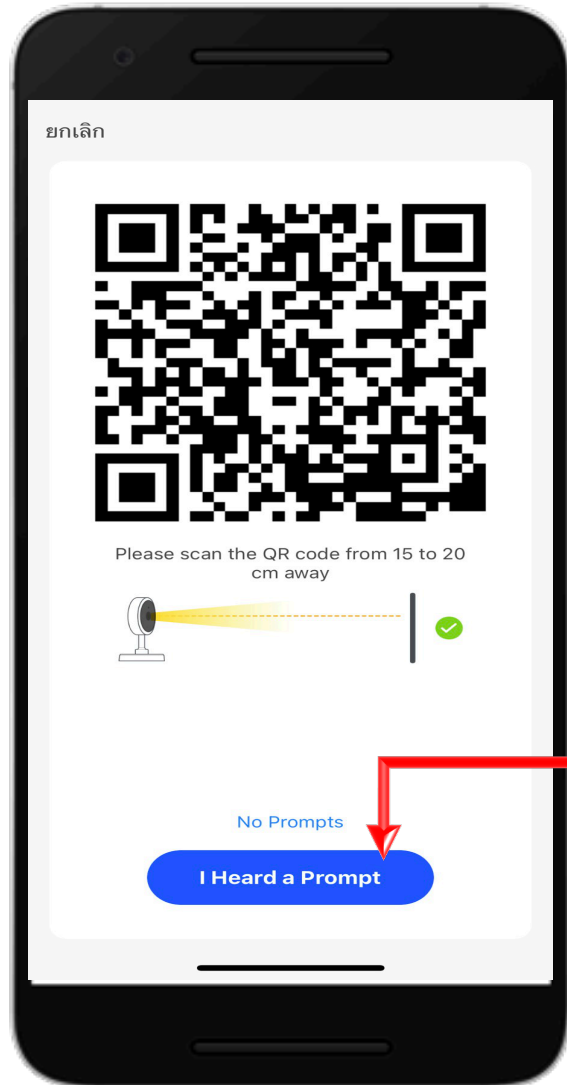 ยกเลิก
Please scan the QR code from 15 to 20
cm away
No Prompts
I Heard a Prompt